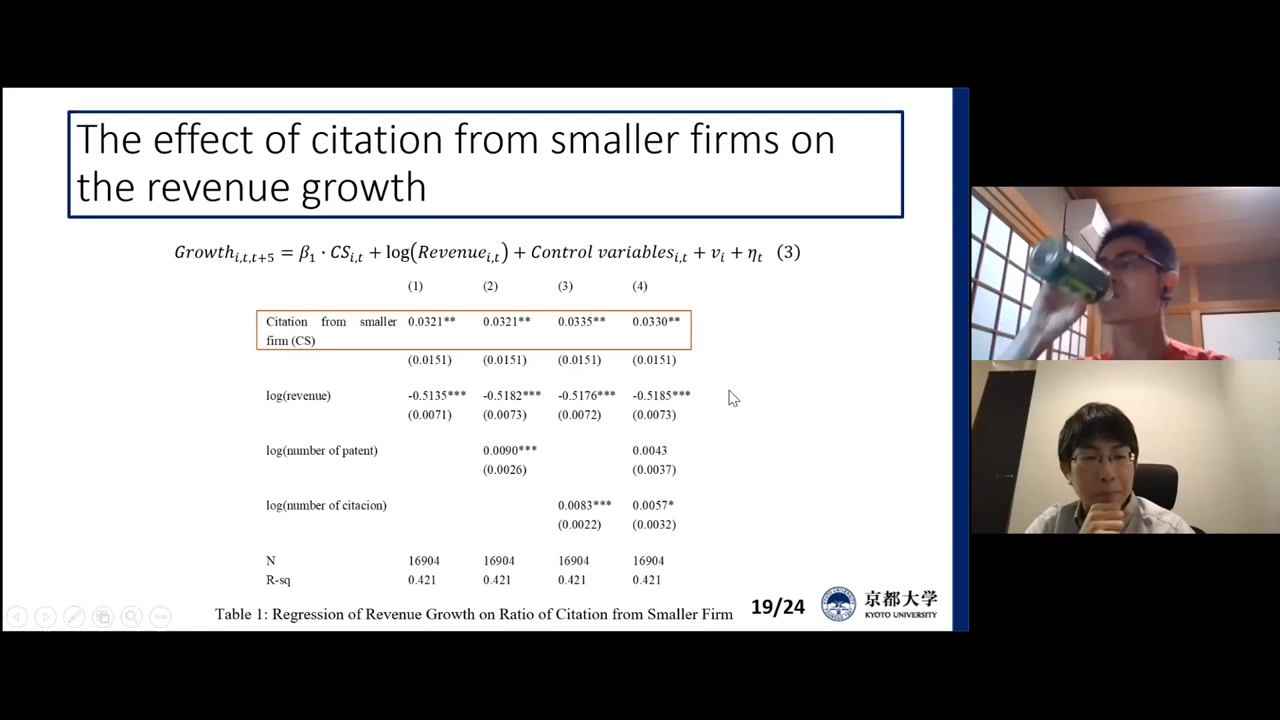 The effect of citation from smaller firms on
the revenue growth
Growth_{i,t,t+5} = β_1 · CS_{i,t} + log(Revenue_{i,t}) + Control variables_{i,t} + v_i + η_t (3)
(1) (2) (3) (4)
Citation from smaller 0.0321** 0.0321** 0.0335** 0.0330**
firm (CS)
(0.0151) (0.0151) (0.0151) (0.0151)
log(revenue) -0.5135*** -0.5182*** -0.5176*** -0.5185***
(0.0071) (0.0073) (0.0072) (0.0073)
log(number of patent) 0.0090*** 0.0043
(0.0026) (0.0037)
log(number of citacion) 0.0083*** 0.0057*
(0.0022) (0.0032)
N 16904 16904 16904 16904
R-sq 0.421 0.421 0.421 0.421
Table 1: Regression of Revenue Growth on Ratio of Citation from Smaller Firm
19/24
京都大学
KYOTO UNIVERSITY